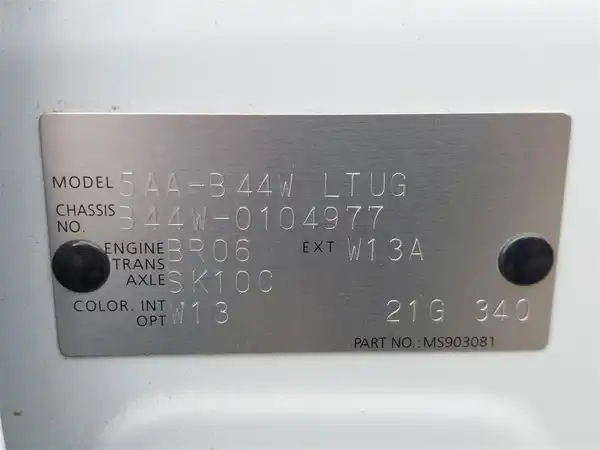 MODEL 5AA-B44W LTUG
CHASSIS NO. B44W-0104977
ENGINE BR06 EXT W13A
TRANS AXLE SK10C
COLOR. INT OPT W13 21G 340
PART NO.:MS903081